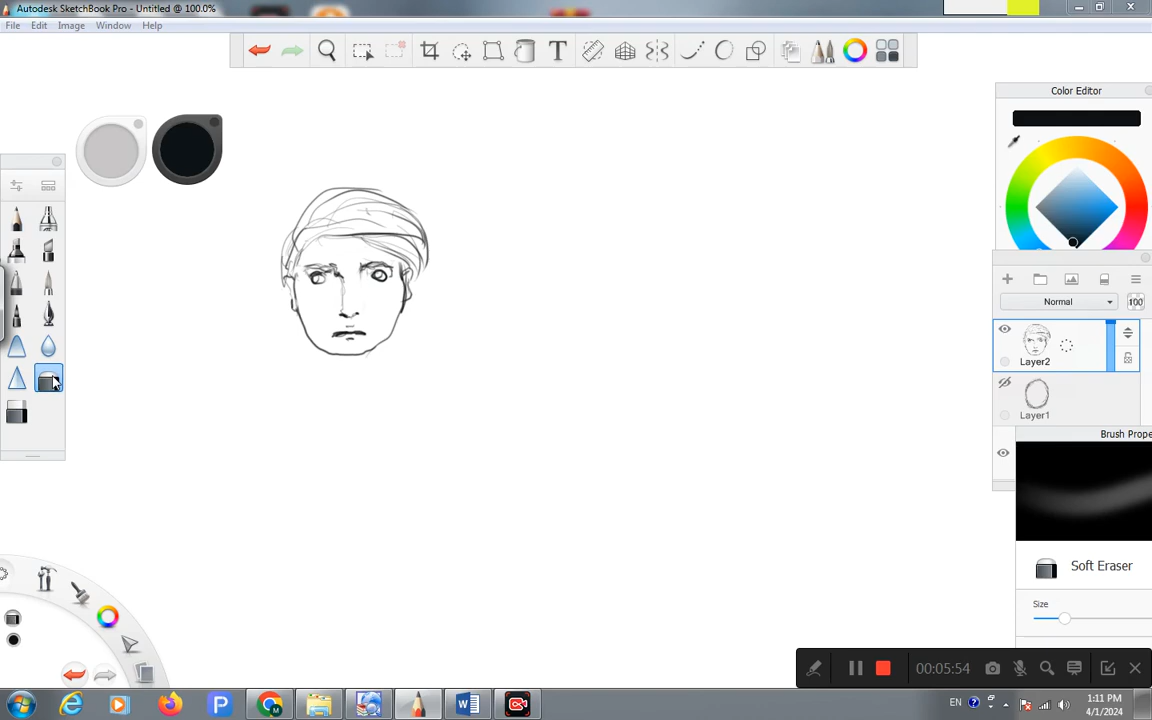 Autodesk SketchBook Pro - Untitled @ 100.0%
File Edit Image Window Help
T
Color Editor
Normal
100
Layer2
Layer1
Brush Prope
Soft Eraser
Size
00:05:54
P
W
EN
1:11 PM
4/1/2024